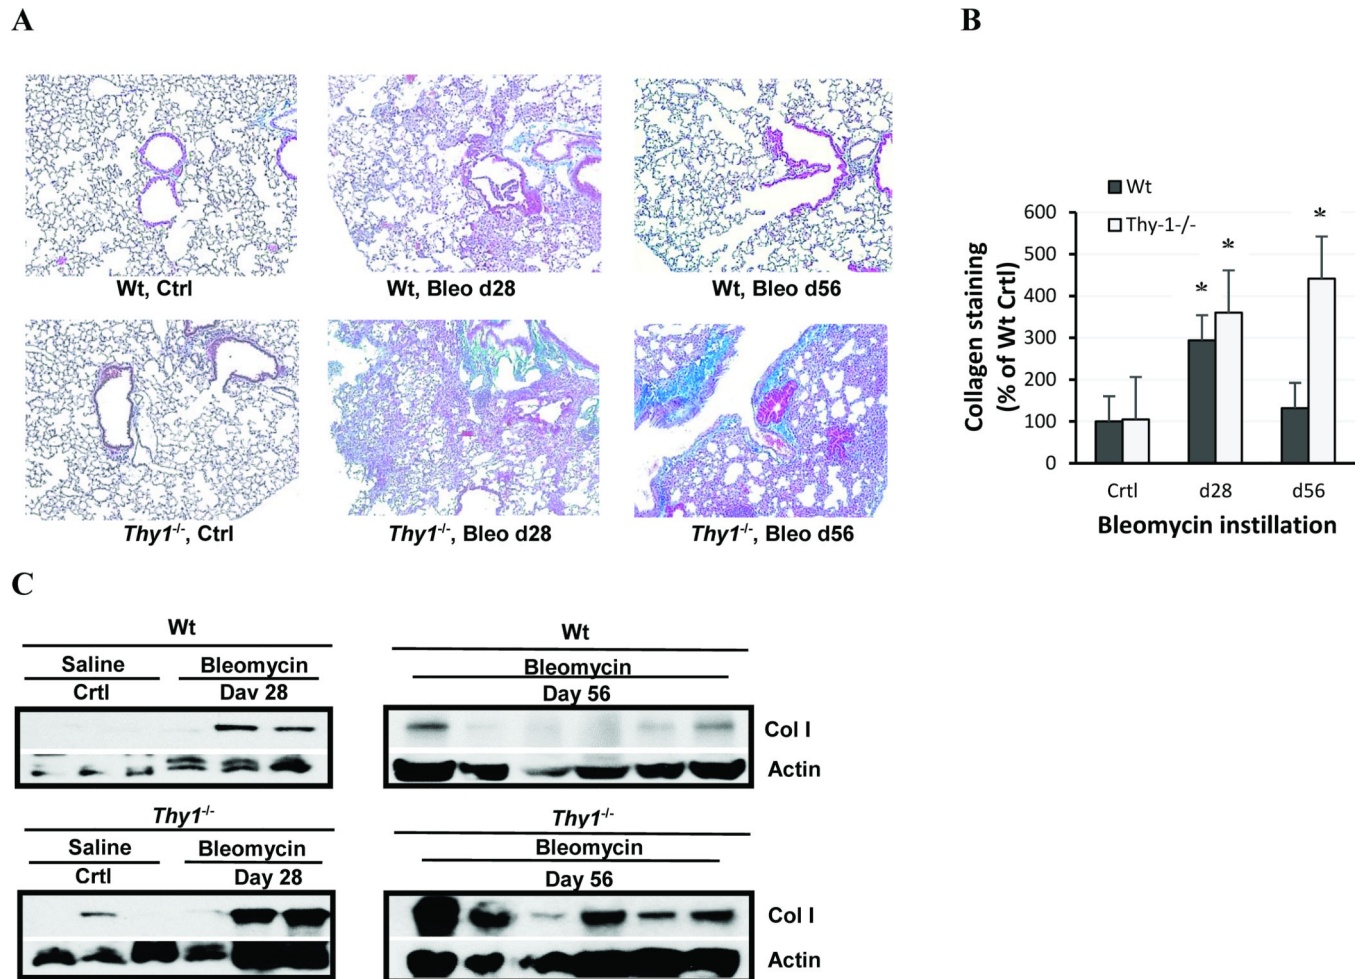 A
B
Wt, Ctrl
Wt, Bleo d28
Wt, Bleo d56
Thy1-/-, Ctrl
Thy1-/-, Bleo d28
Thy1-/-, Bleo d56
Wt
Thy-1-/-
Collagen staining
(% of Wt Crtl)
600
500
400
300
200
100
0
*
*
*
Crtl
d28
d56
Bleomycin instillation
C
Wt
Saline
Bleomycin
Crtl
Dav 28
Wt
Bleomycin
Day 56
Col I
Actin
Thy1-/-
Saline
Bleomycin
Crtl
Day 28
Thy1-/-
Bleomycin
Day 56
Col I
Actin